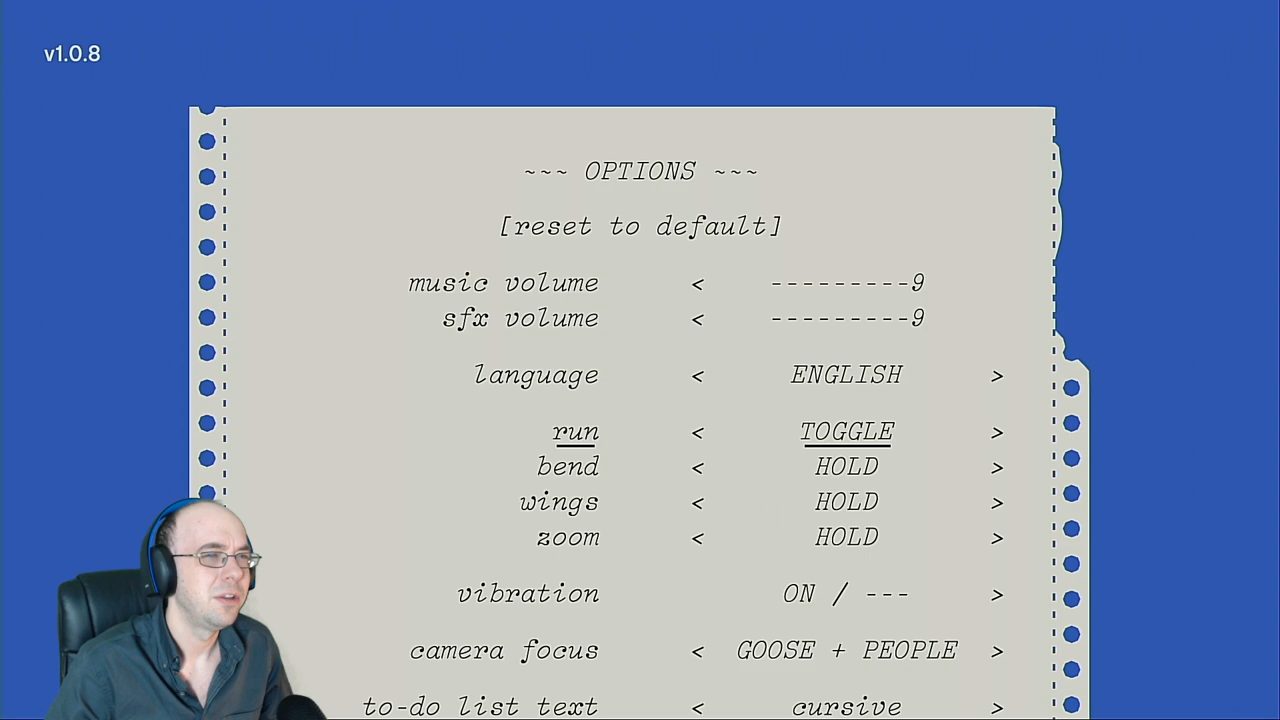 v1.0.8
~~~ OPTIONS ~~~
[reset to default]
music volume < ---------9
sfx volume < ---------9
language < ENGLISH >
run < TOGGLE >
bend < HOLD >
wings < HOLD >
zoom < HOLD >
vibration ON / --- >
camera focus < GOOSE + PEOPLE >
to-do list text < cursive >